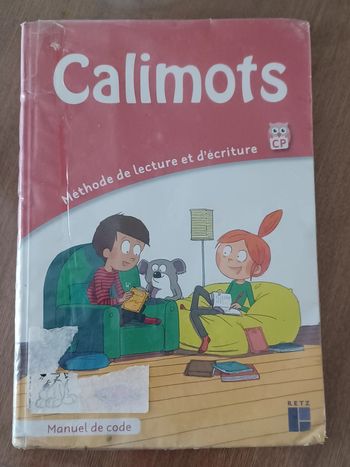 Calimots
CP
Méthode de lecture et d'écriture
Manuel de code
RETZ